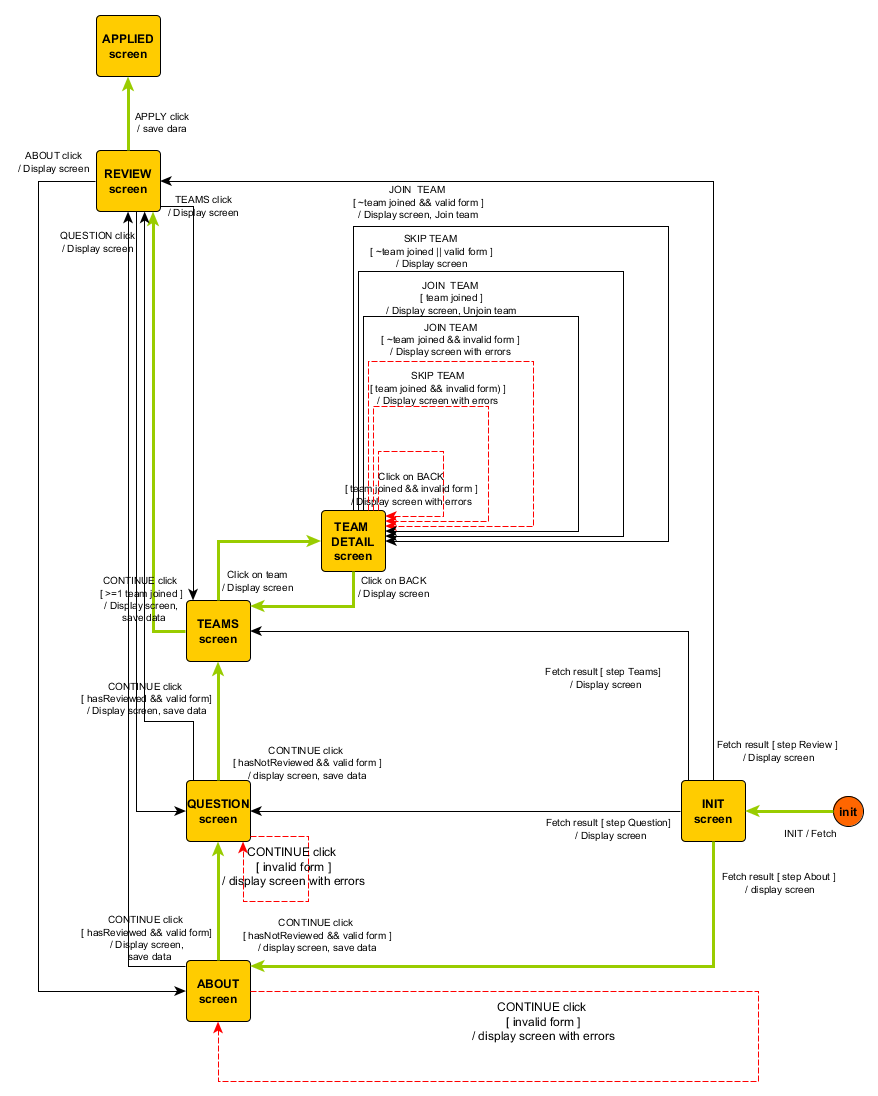 APPLIED
screen
APPLY click
/ save dara
ABOUT click
/ Display screen
REVIEW
screen
TEAMS click
/ Display screen
QUESTION click
/ Display screen
JOIN TEAM
[ ~team joined && valid form ]
/ Display screen, Join team
SKIP TEAM
[ ~team joined || valid form ]
/ Display screen
JOIN TEAM
[ team joined ]
/ Display screen, Unjoin team
JOIN TEAM
[ ~team joined && invalid form ]
/ Display screen with errors
SKIP TEAM
[ team joined && invalid form) ]
/ Display screen with errors
Click on BACK
[ team joined && invalid form ]
/ Display screen with errors
TEAM
DETAIL
screen
Click on team
/ Display screen
Click on BACK
/ Display screen
CONTINUE click
[ >=1 team joined ]
/ Display screen,
save data
TEAMS
screen
Fetch result [ step Teams]
/ Display screen
CONTINUE click
[ hasReviewed && valid form]
/ Display screen, save data
CONTINUE click
[ hasNotReviewed && valid form ]
/ display screen, save data
Fetch result [ step Review ]
/ Display screen
QUESTION
screen
INIT
screen
init
Fetch result [ step Question]
/ Display screen
INIT / Fetch
CONTINUE click
[ invalid form ]
/ display screen with errors
Fetch result [ step About ]
/ display screen
CONTINUE click
[ hasReviewed && valid form]
/ Display screen,
save data
CONTINUE click
[ hasNotReviewed && valid form ]
/ display screen, save data
ABOUT
screen
CONTINUE click
[ invalid form ]
/ display screen with errors